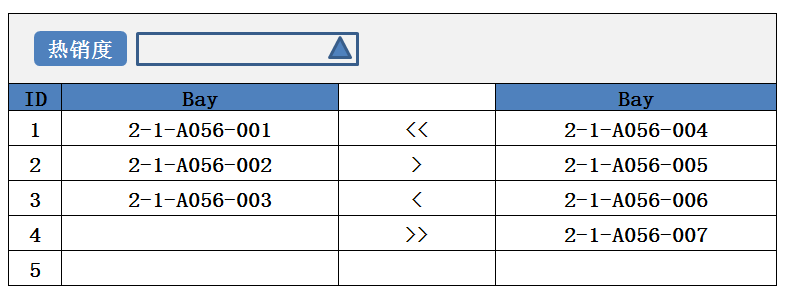 热销度
ID Bay Bay
1 2-1-A056-001 << 2-1-A056-004
2 2-1-A056-002 > 2-1-A056-005
3 2-1-A056-003 < 2-1-A056-006
4 >> 2-1-A056-007
5